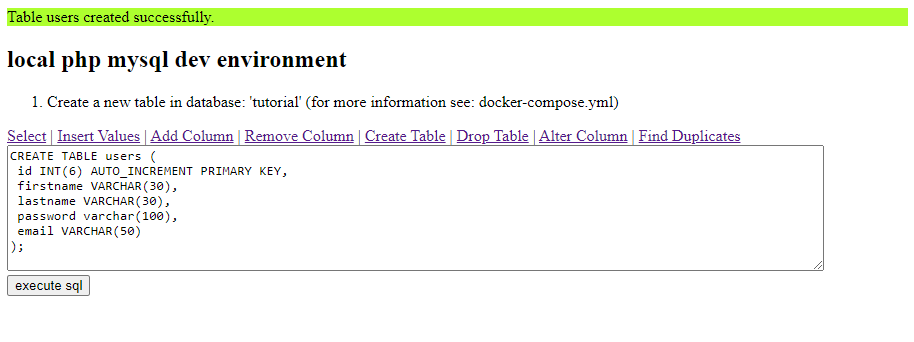 Table users created successfully.
local php mysql dev environment
1. Create a new table in database: 'tutorial' (for more information see: docker-compose.yml)
Select | Insert Values | Add Column | Remove Column | Create Table | Drop Table | Alter Column | Find Duplicates
CREATE TABLE users (
 id INT(6) AUTO_INCREMENT PRIMARY KEY,
 firstname VARCHAR(30),
 lastname VARCHAR(30),
 password varchar(100),
 email VARCHAR(50)
);
execute sql